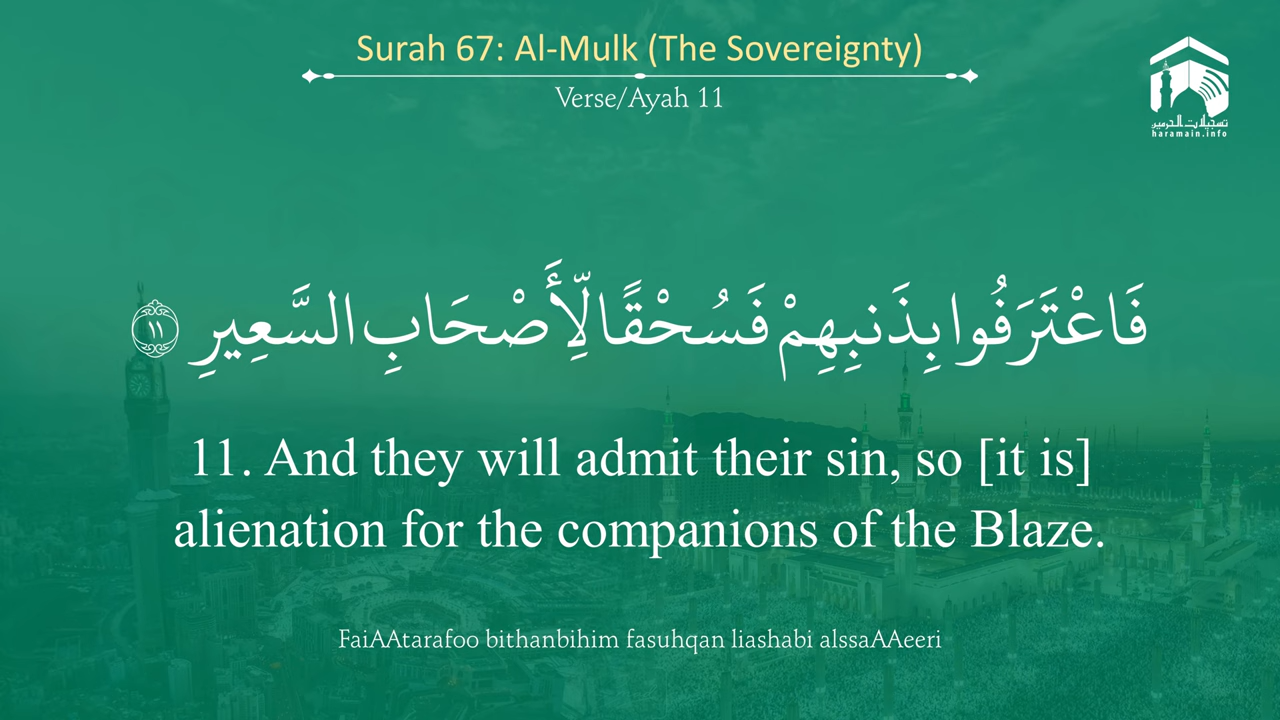 Surah 67: Al-Mulk (The Sovereignty)
Verse/Ayah 11
تسجيلات الحرمين
haramain.info
فَاعْتَرَفُوا بِذَنبِهِمْ فَسُحْقًا لِّأَصْحَابِ السَّعِيرِ ١١
11. And they will admit their sin, so [it is]
alienation for the companions of the Blaze.
FaiAAtarafoo bithanbihim fasuhqan liashabi alssaAAeeri